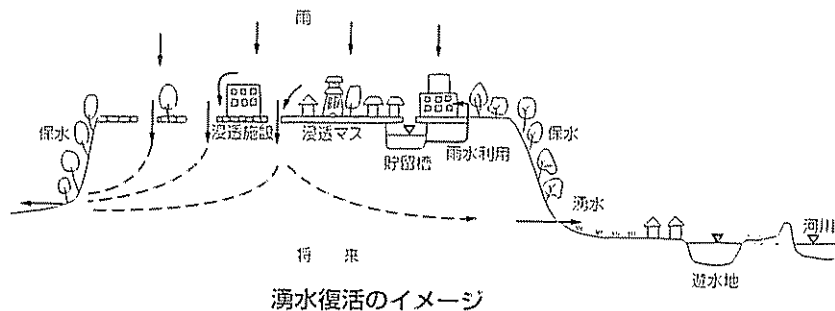 雨
保水
浸透施設
浸透マス
貯留槽
雨水利用
保水
湧水
河川
遊水地
将来
湧水復活のイメージ